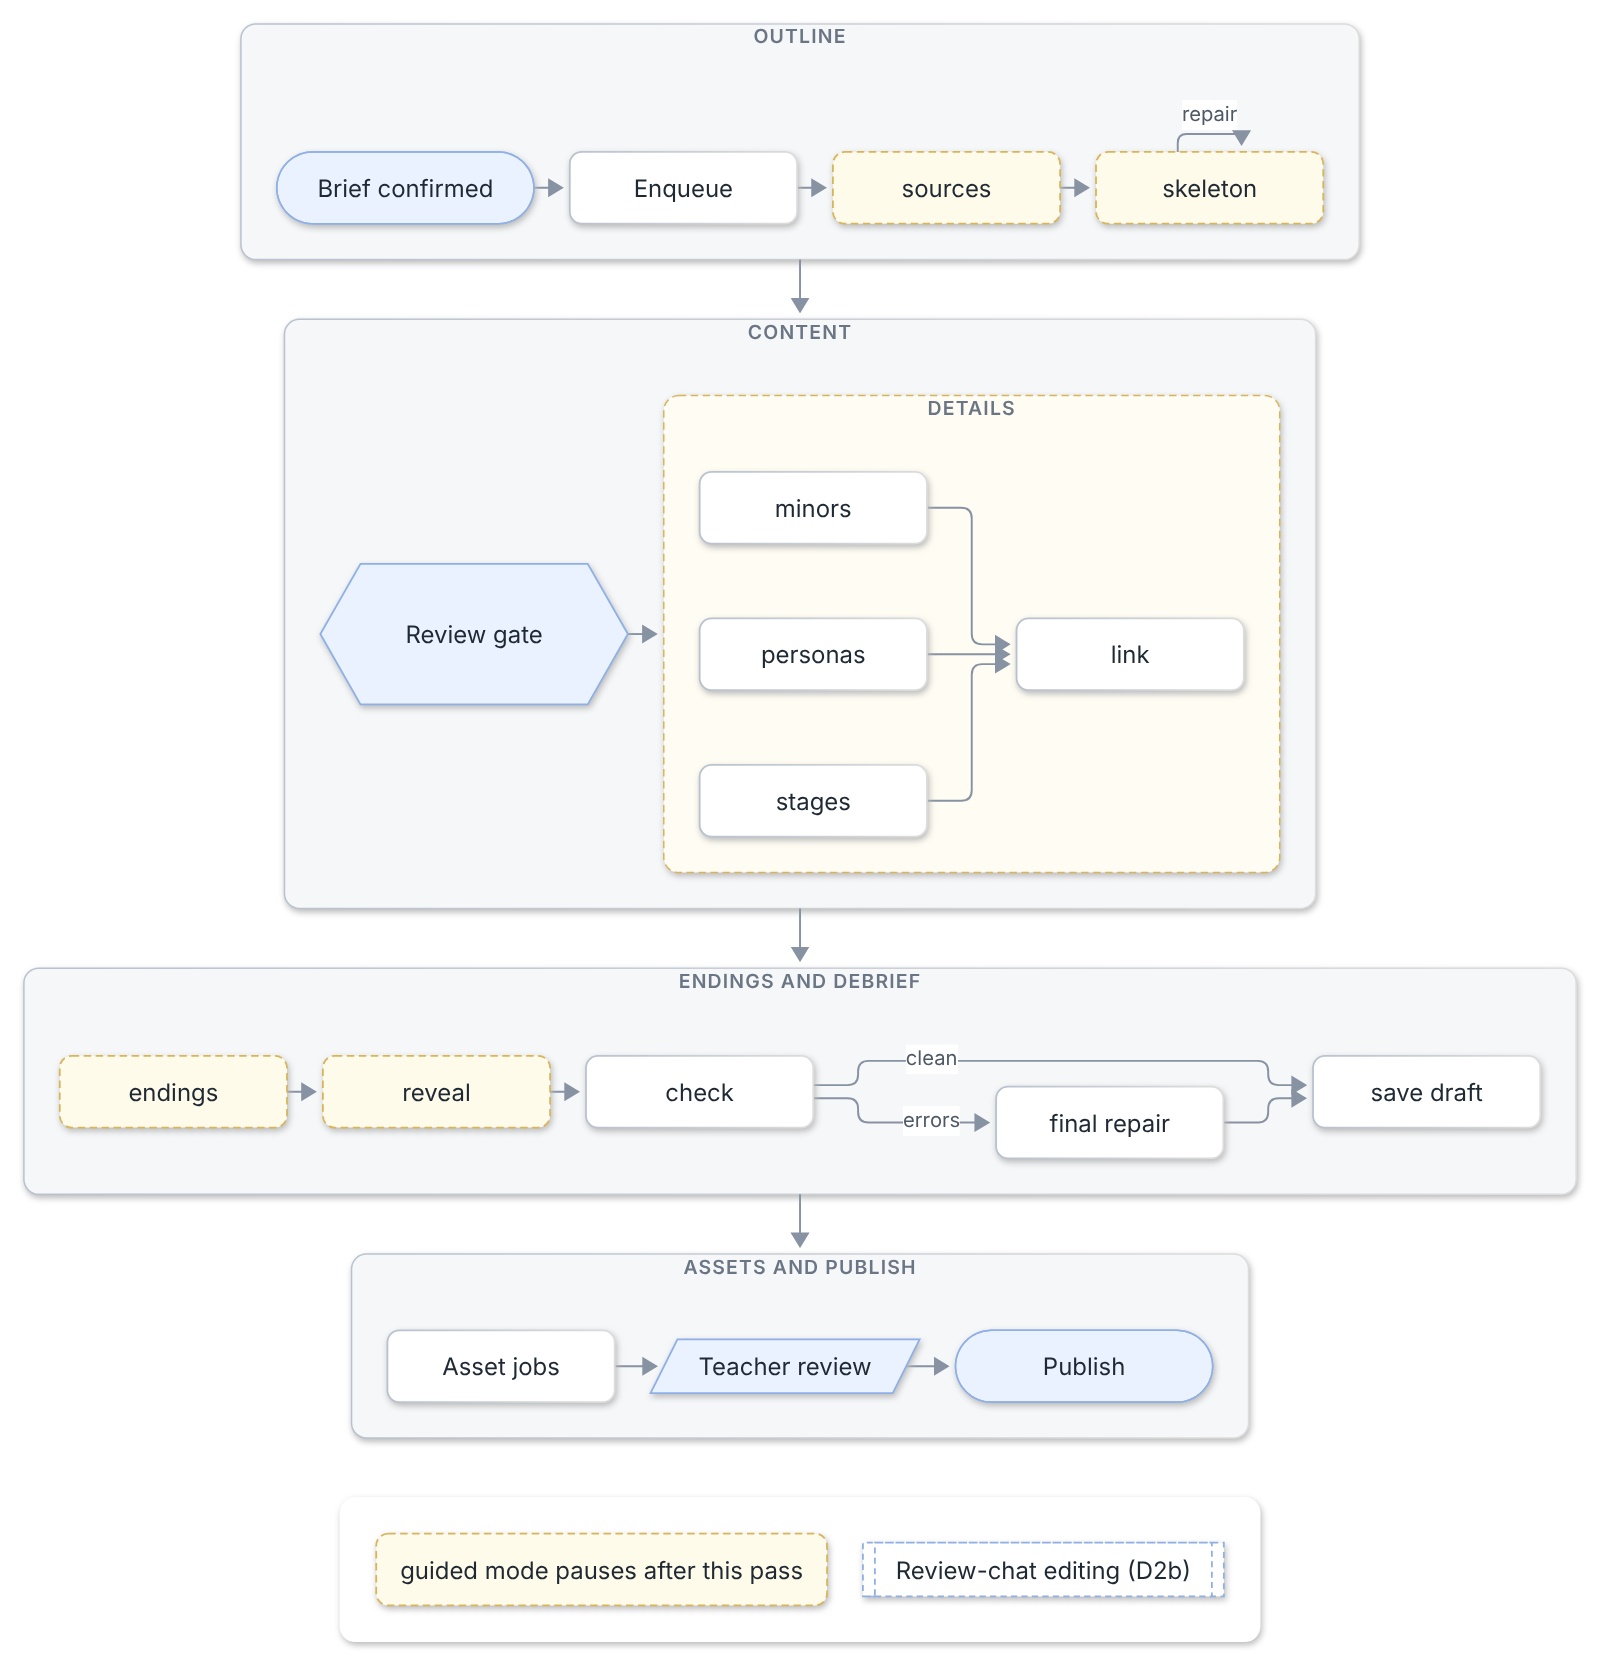 OUTLINE
repair
Brief confirmed
Enqueue
sources
skeleton
CONTENT
DETAILS
minors
Review gate
personas
link
stages
ENDINGS AND DEBRIEF
endings
reveal
check
clean
errors
final repair
save draft
ASSETS AND PUBLISH
Asset jobs
Teacher review
Publish
guided mode pauses after this pass
Review-chat editing (D2b)